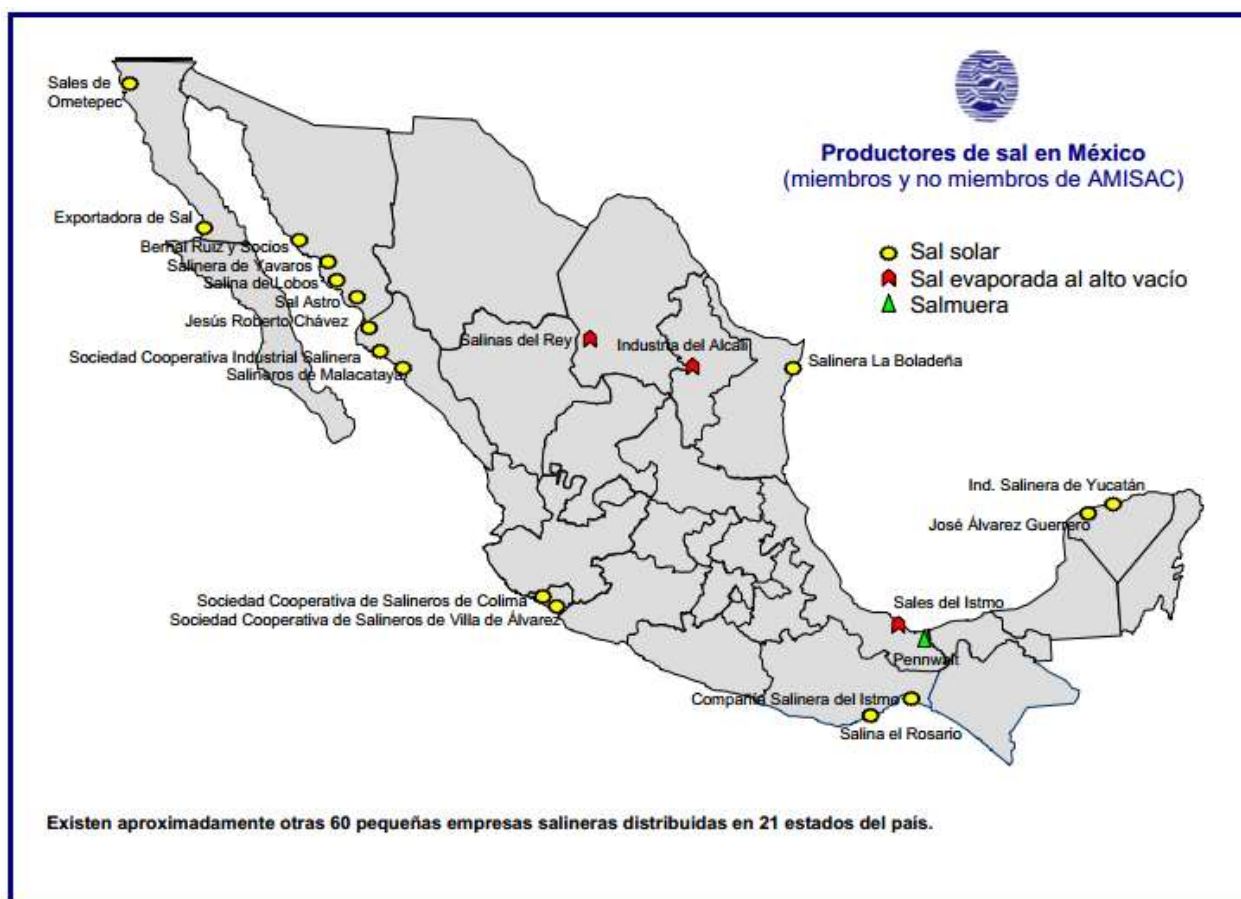 Productores de sal en México
(miembros y no miembros de AMISAC)
Sal solar
Sal evaporada al alto vacío
Salmuera
Sales de
Ometepec
Exportadora de Sal
Bernal Ruiz y Socios
Salinera de Yavaros
Salina de Lobos
Sal Astro
Jesús Roberto Chávez
Sociedad Cooperativa Industrial Salinera
Salineros de Malacataya
Salinas del Rey
Industria del Alcali
Salinera La Boladeña
Ind. Salinera de Yucatán
José Álvarez Guerrero
Sociedad Cooperativa de Salineros de Colima
Sociedad Cooperativa de Salineros de Villa de Álvarez
Sales del Istmo
Pennwalt
Compañía Salinera del Istmo
Salina el Rosario
Existen aproximadamente otras 60 pequeñas empresas salineras distribuidas en 21 estados del país.